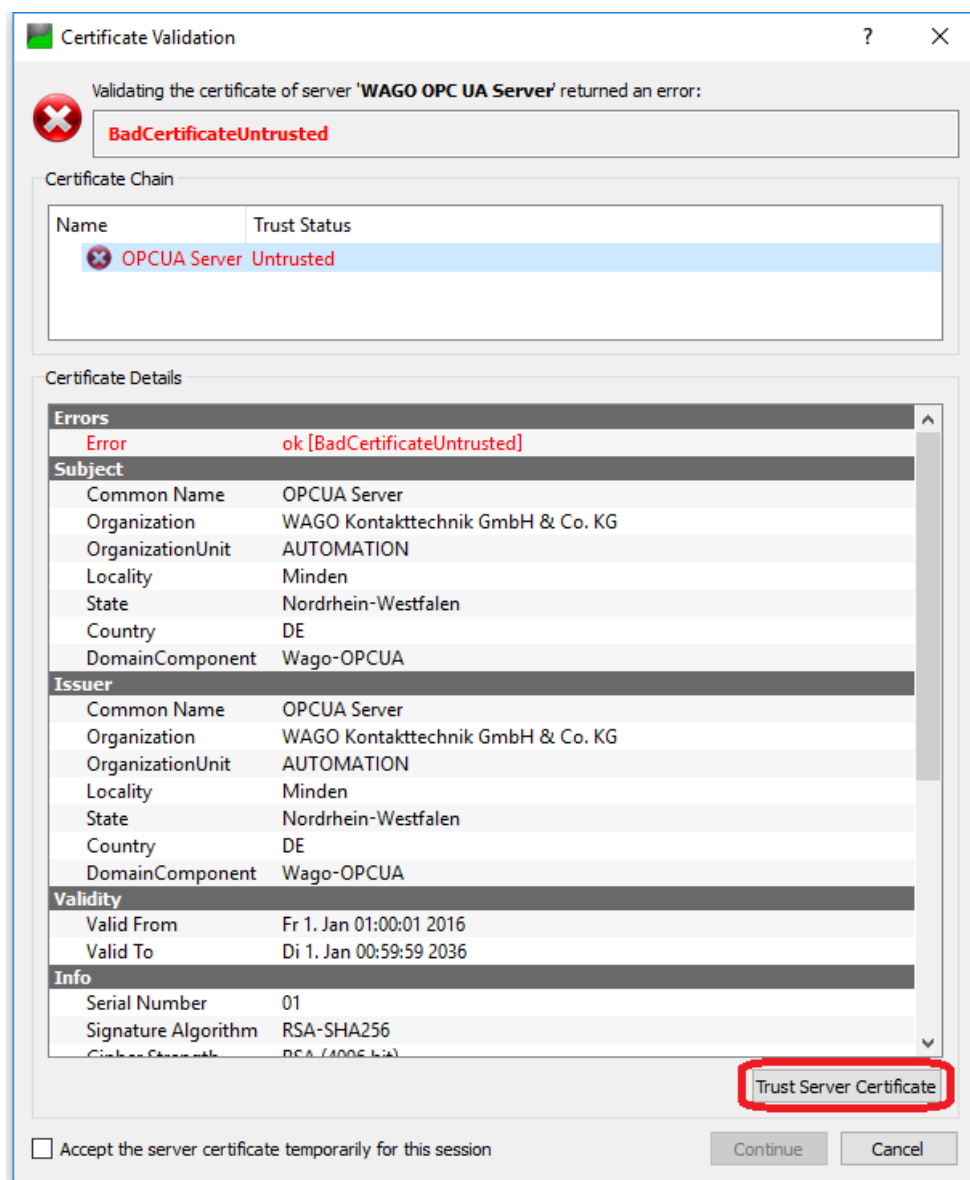 Certificate Validation ?
Validating the certificate of server 'WAGO OPC UA Server' returned an error:
BadCertificateUntrusted
Certificate Chain
Name Trust Status
OPCUA Server Untrusted
Certificate Details
Errors
Error ok [BadCertificateUntrusted]
Subject
Common Name OPCUA Server
Organization WAGO Kontakttechnik GmbH & Co. KG
OrganizationUnit AUTOMATION
Locality Minden
State Nordrhein-Westfalen
Country DE
DomainComponent Wago-OPCUA
Issuer
Common Name OPCUA Server
Organization WAGO Kontakttechnik GmbH & Co. KG
OrganizationUnit AUTOMATION
Locality Minden
State Nordrhein-Westfalen
Country DE
DomainComponent Wago-OPCUA
Validity
Valid From Fr 1. Jan 01:00:01 2016
Valid To Di 1. Jan 00:59:59 2036
Info
Serial Number 01
Signature Algorithm RSA-SHA256
Cipher Strength RSA (4096 bit)
Trust Server Certificate
Accept the server certificate temporarily for this session
Continue Cancel